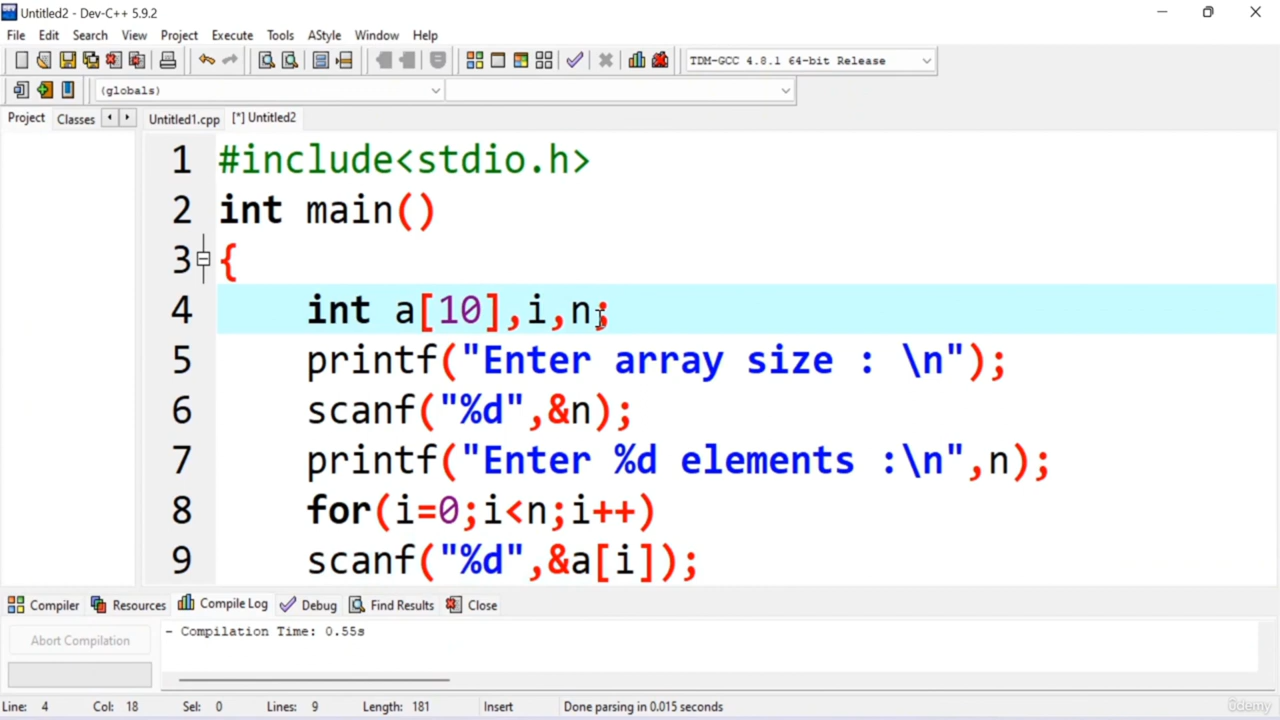 Untitled2 - Dev-C++ 5.9.2
File Edit Search View Project Execute Tools AStyle Window Help
TDM-GCC 4.8.1 64-bit Release
(globals)
Project Classes Untitled1.cpp [*] Untitled2
1 #include<stdio.h>
2 int main()
3 {
4 int a[10],i,n;
5 printf("Enter array size : \n");
6 scanf("%d",&n);
7 printf("Enter %d elements :\n",n);
8 for(i=0;i<n;i++)
9 scanf("%d",&a[i]);
Compiler Resources Compile Log Debug Find Results Close
Abort Compilation
- Compilation Time: 0.55s
Line: 4 Col: 18 Sel: 0 Lines: 9 Length: 181 Insert Done parsing in 0.015 seconds
ûdemy